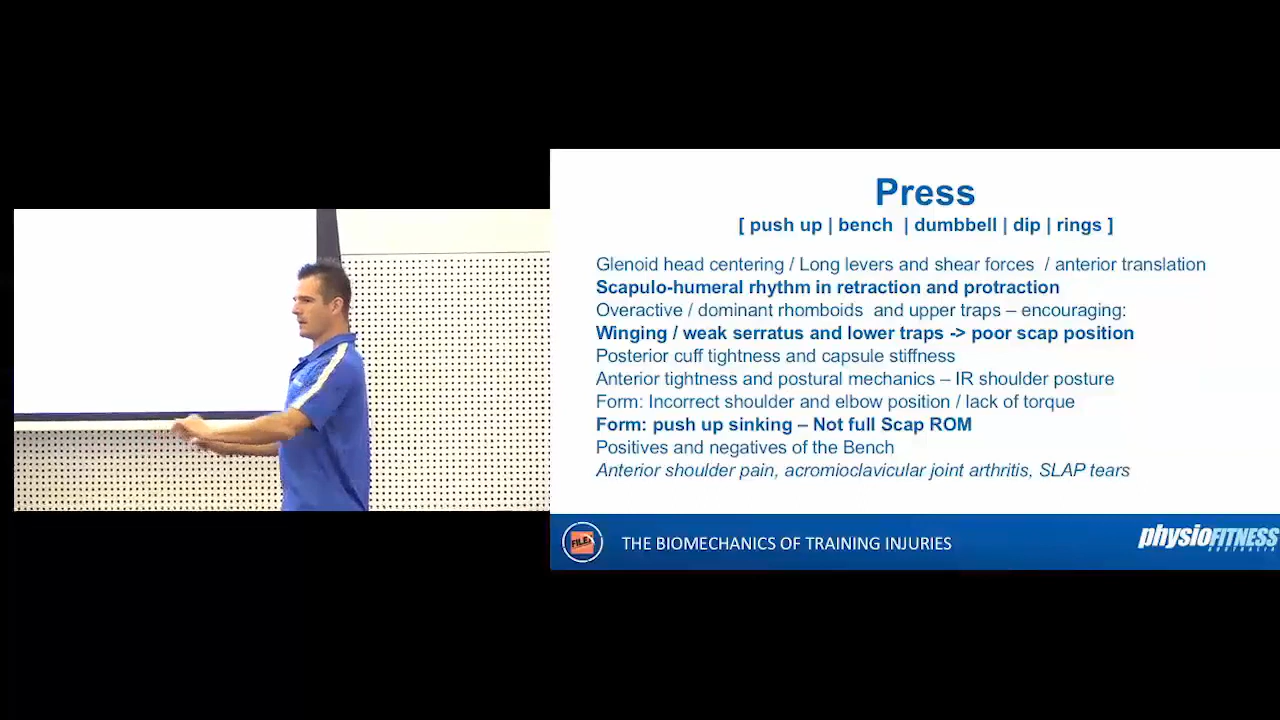 Press
[ push up | bench | dumbbell | dip | rings ]
Glenoid head centering / Long levers and shear forces / anterior translation
Scapulo-humeral rhythm in retraction and protraction
Overactive / dominant rhomboids and upper traps – encouraging:
Winging / weak serratus and lower traps -> poor scap position
Posterior cuff tightness and capsule stiffness
Anterior tightness and postural mechanics – IR shoulder posture
Form: Incorrect shoulder and elbow position / lack of torque
Form: push up sinking – Not full Scap ROM
Positives and negatives of the Bench
Anterior shoulder pain, acromioclavicular joint arthritis, SLAP tears
FILEX
THE BIOMECHANICS OF TRAINING INJURIES
physioFITNESS
AUSTRALIA